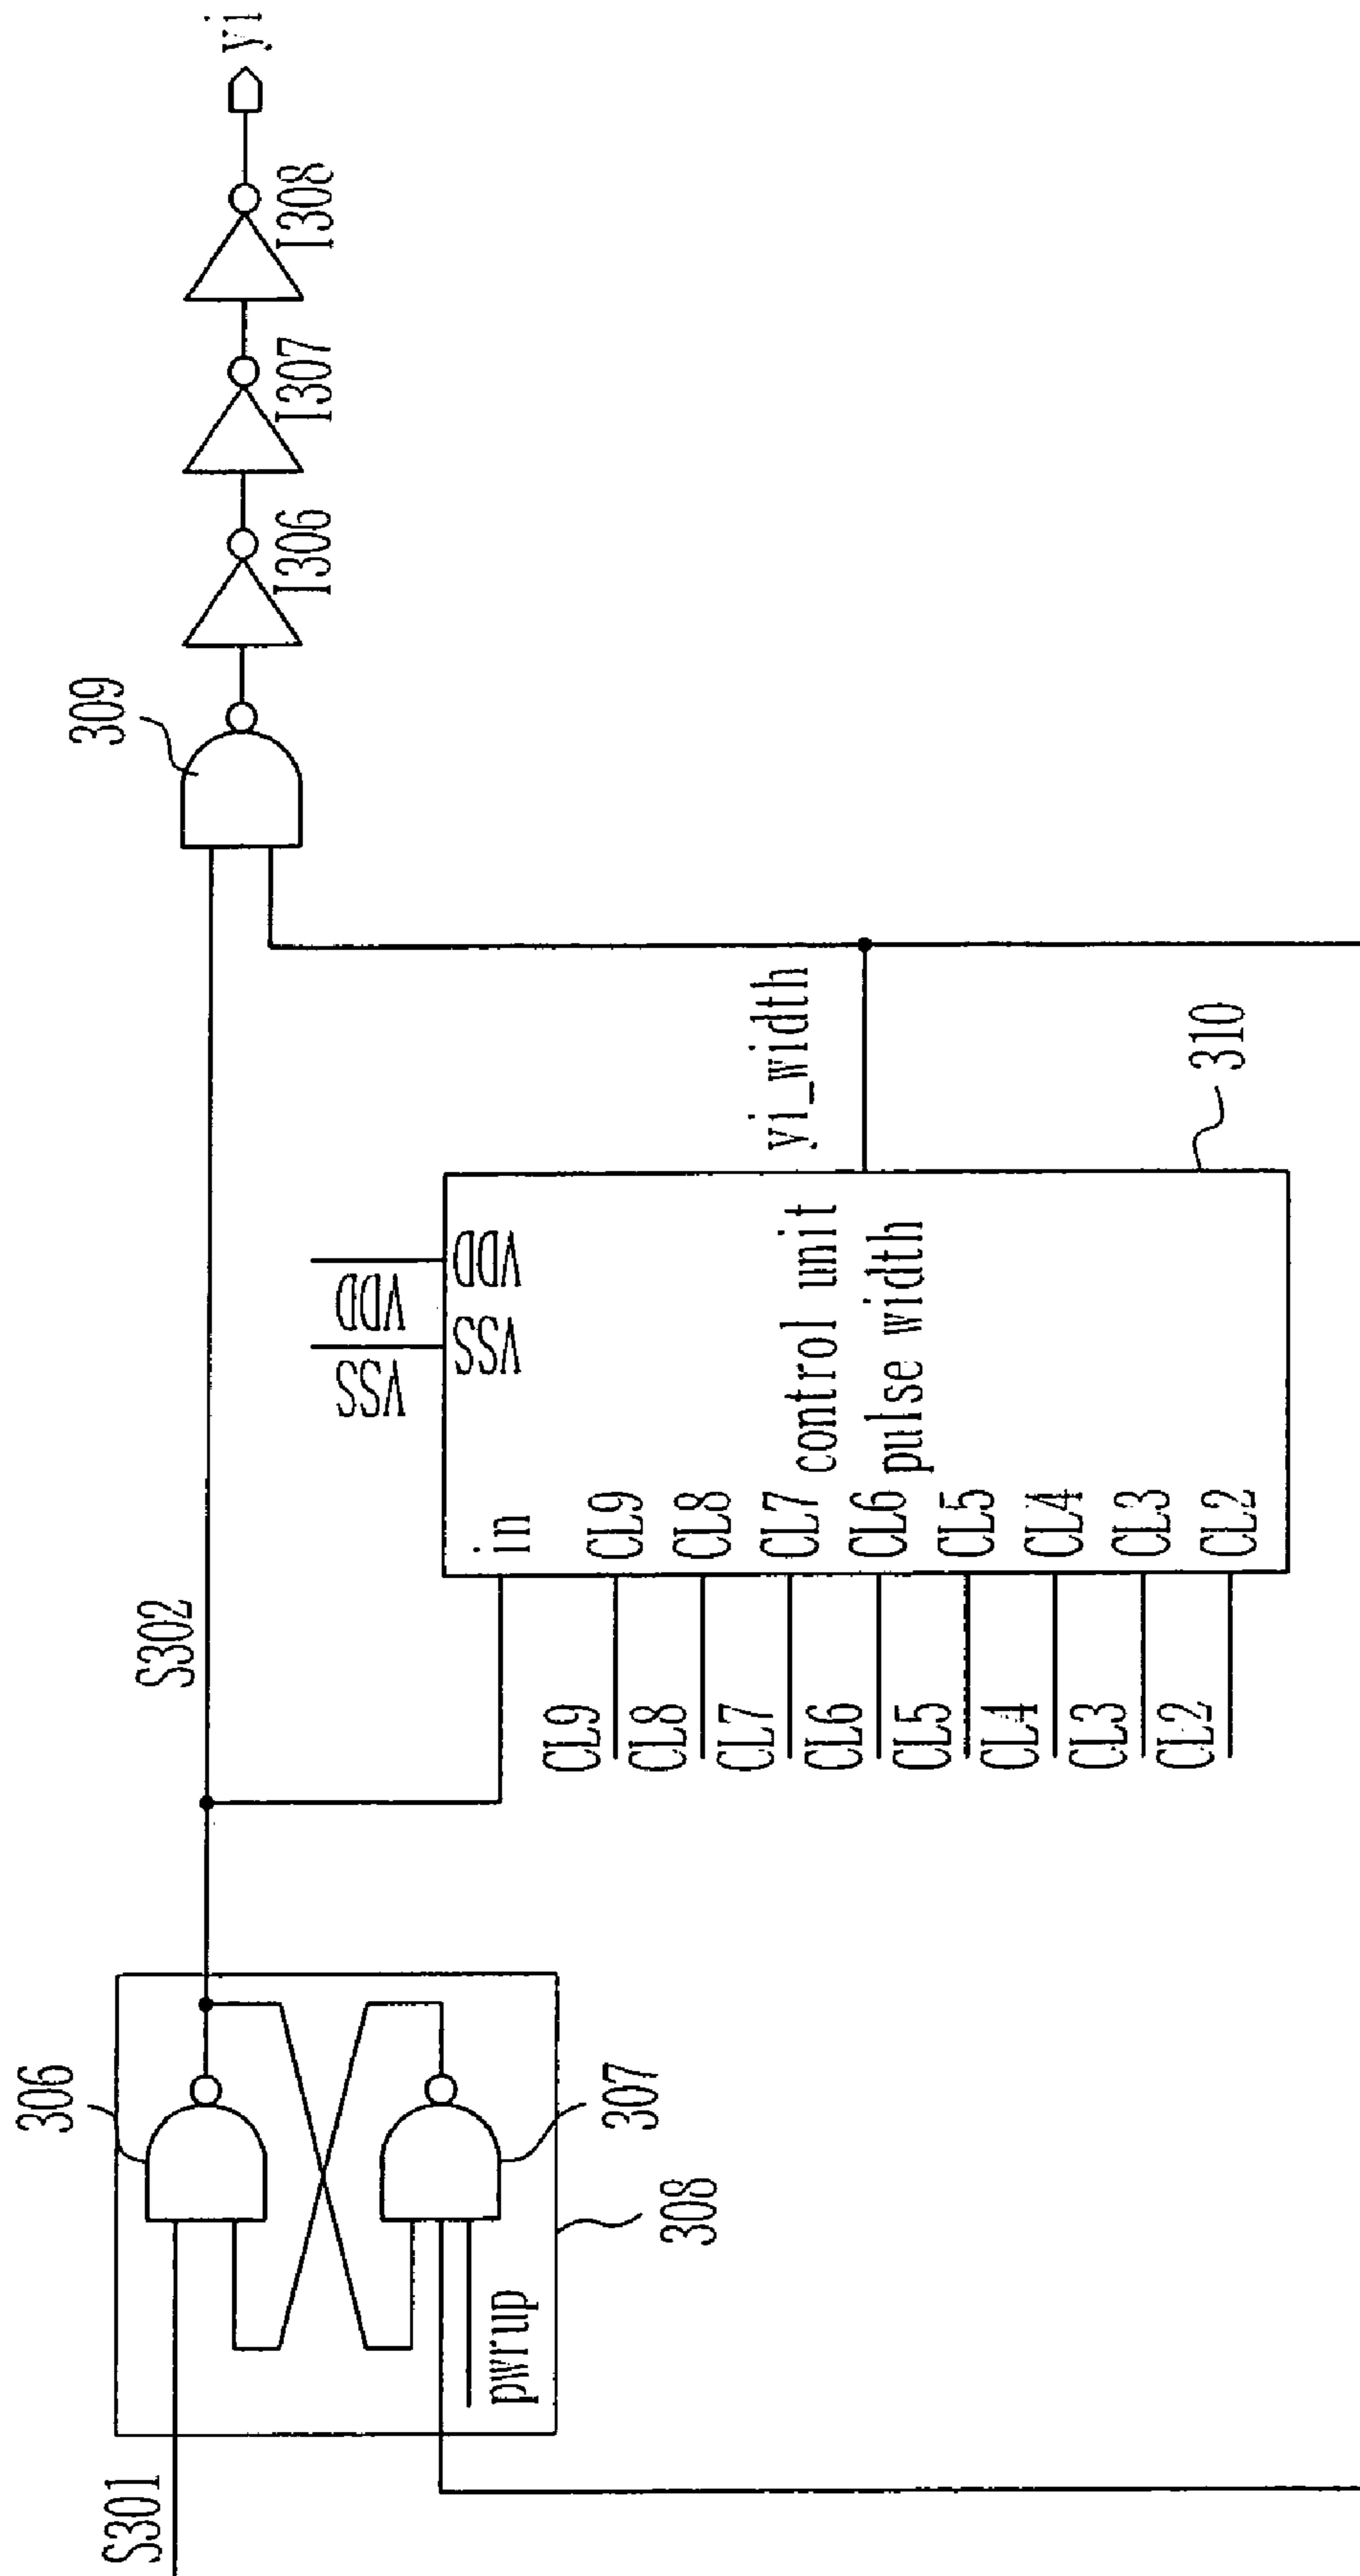 S301
306
pwrup
307
308
S302
CL9
CL8
CL7
CL6
CL5
CL4
CL3
CL2
in
CL9
CL8
CL7
CL6
CL5
CL4
CL3
CL2
VSS
VDD
VSS
VDD
control unit
pulse width
310
yi_width
309
I306
I307
I308
yi